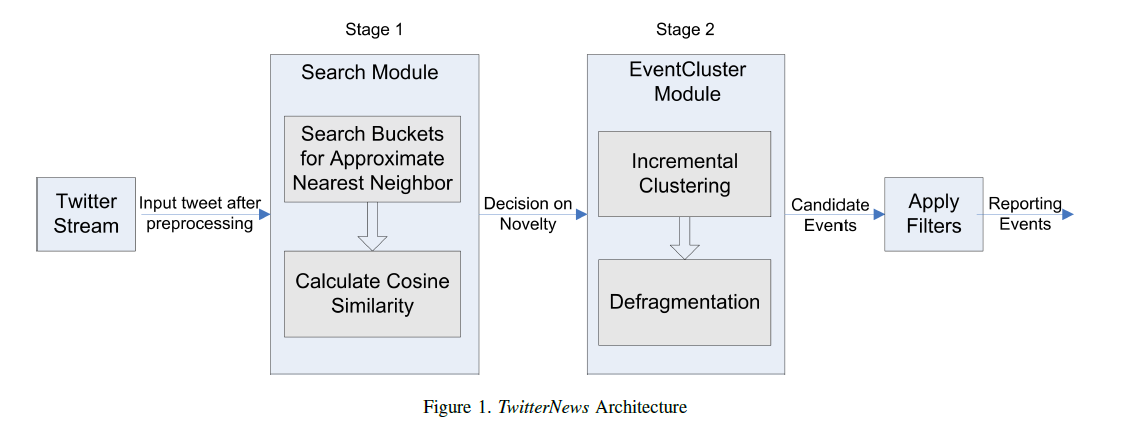 Stage 1
Stage 2
Search Module
EventCluster
Module
Search Buckets
for Approximate
Nearest Neighbor
Incremental
Clustering
Twitter
Stream
Input tweet after
preprocessing
Decision on
Novelty
Candidate
Events
Apply
Filters
Reporting
Events
Calculate Cosine
Similarity
Defragmentation
Figure 1. TwitterNews Architecture